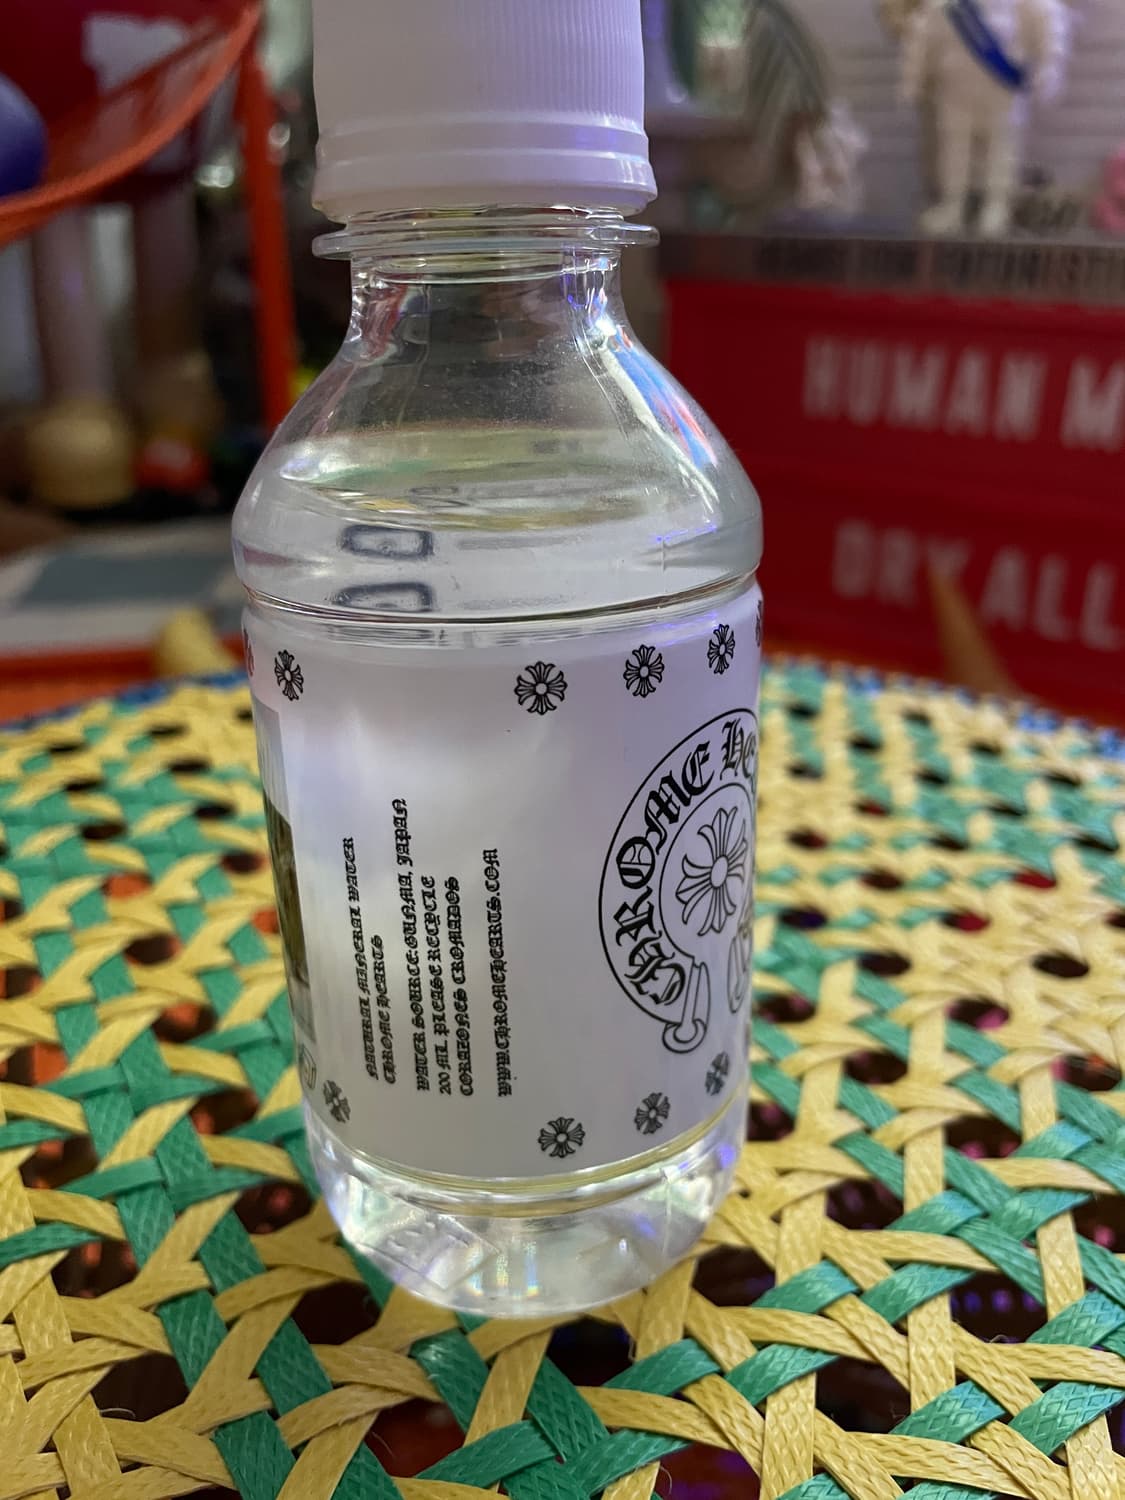 NATURAL MINERAL WATER
CHROME HEARTS
WATER SOURCE:GUNMA, JAPAN
200 ML PLEASE RECYCLE
CORAZONES CROMADOS
WWW.CHROMEHEARTS.COM
CHROME He
HUMAN M
DRY ALL